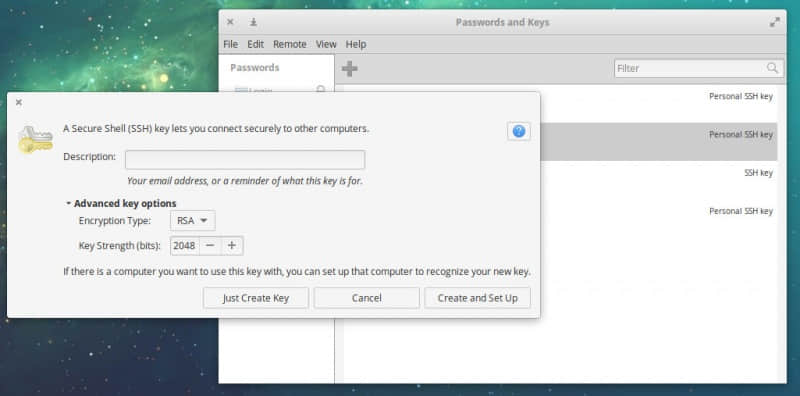 Passwords and Keys
File Edit Remote View Help
Passwords
Login
Filter
Personal SSH key
Personal SSH key
SSH key
Personal SSH key
A Secure Shell (SSH) key lets you connect securely to other computers.
Description:
Your email address, or a reminder of what this key is for.
Advanced key options
Encryption Type: RSA
Key Strength (bits): 2048 − +
If there is a computer you want to use this key with, you can set up that computer to recognize your new key.
Just Create Key Cancel Create and Set Up